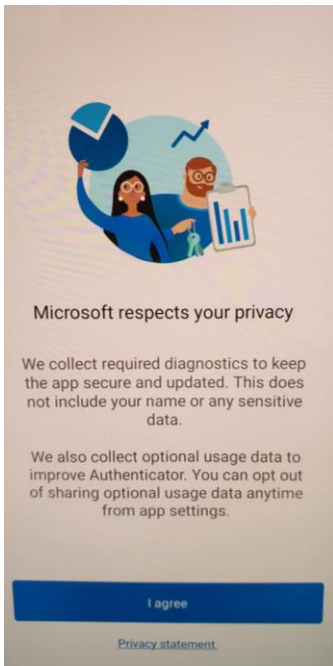 Microsoft respects your privacy
We collect required diagnostics to keep
the app secure and updated. This does
not include your name or any sensitive
data.
We also collect optional usage data to
improve Authenticator. You can opt out
of sharing optional usage data anytime
from app settings.
I agree
Privacy statement